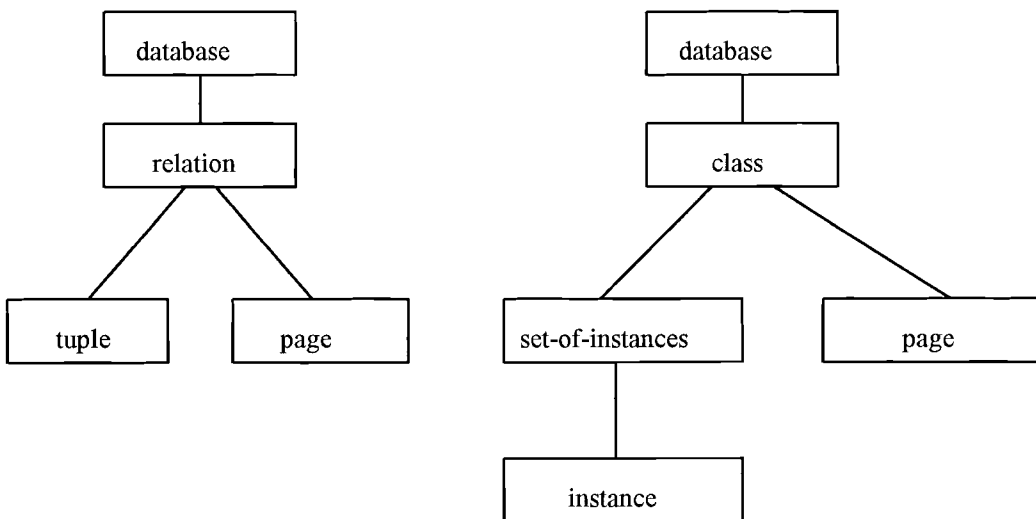 database
relation
tuple
page
database
class
set-of-instances
page
instance